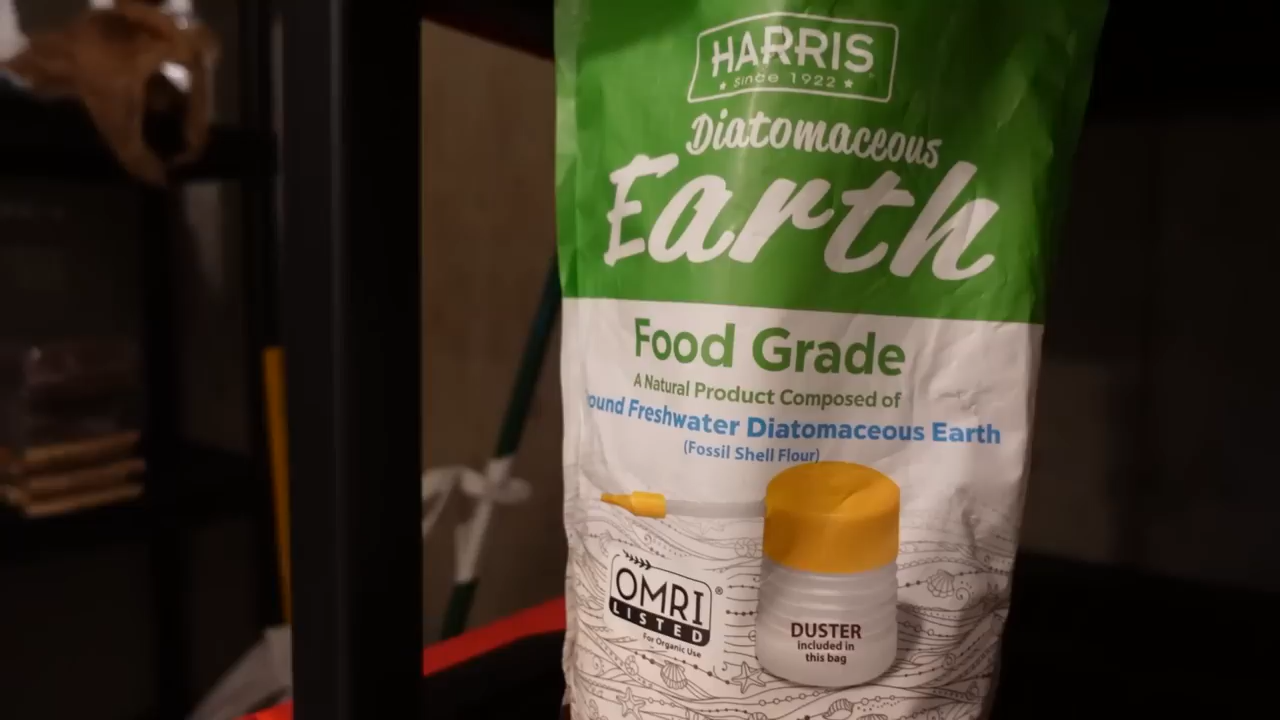 HARRIS
since 1922
Diatomaceous
Earth
Food Grade
A Natural Product Composed of
ound Freshwater Diatomaceous Earth
(Fossil Shell Flour)
OMRI ®
LISTED
For Organic Use
DUSTER
included in
this bag